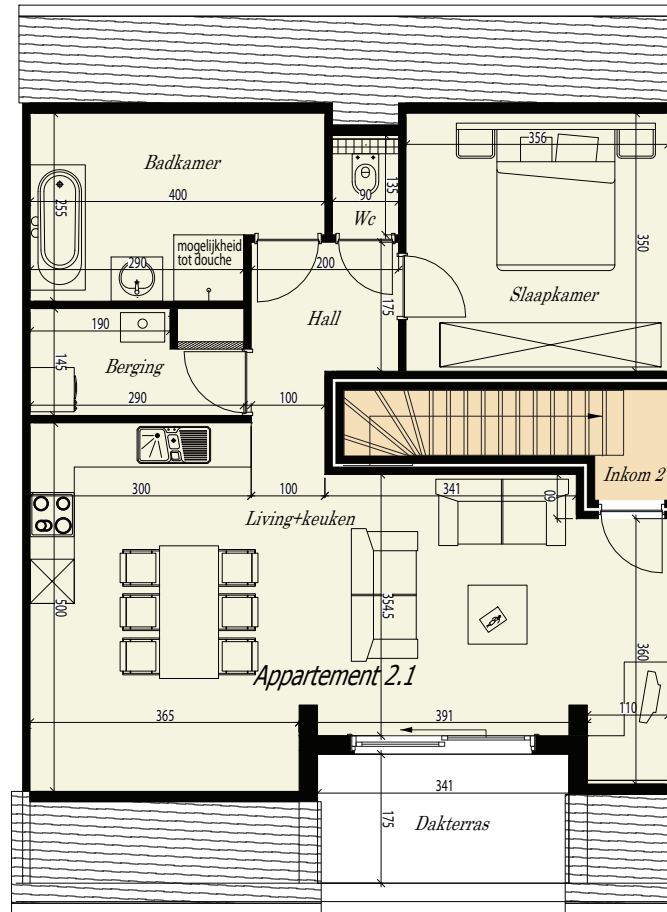 356
Badkamer
135
400
90
Wc
255
350
mogelijkheid
tot douche
290
200
Slaapkamer
175
Hall
190
145
Berging
290
100
Inkom 2
300
100
341
60
Living+keuken
500
354.5
360
Appartement 2.1
365
391
110
341
175
Dakterras